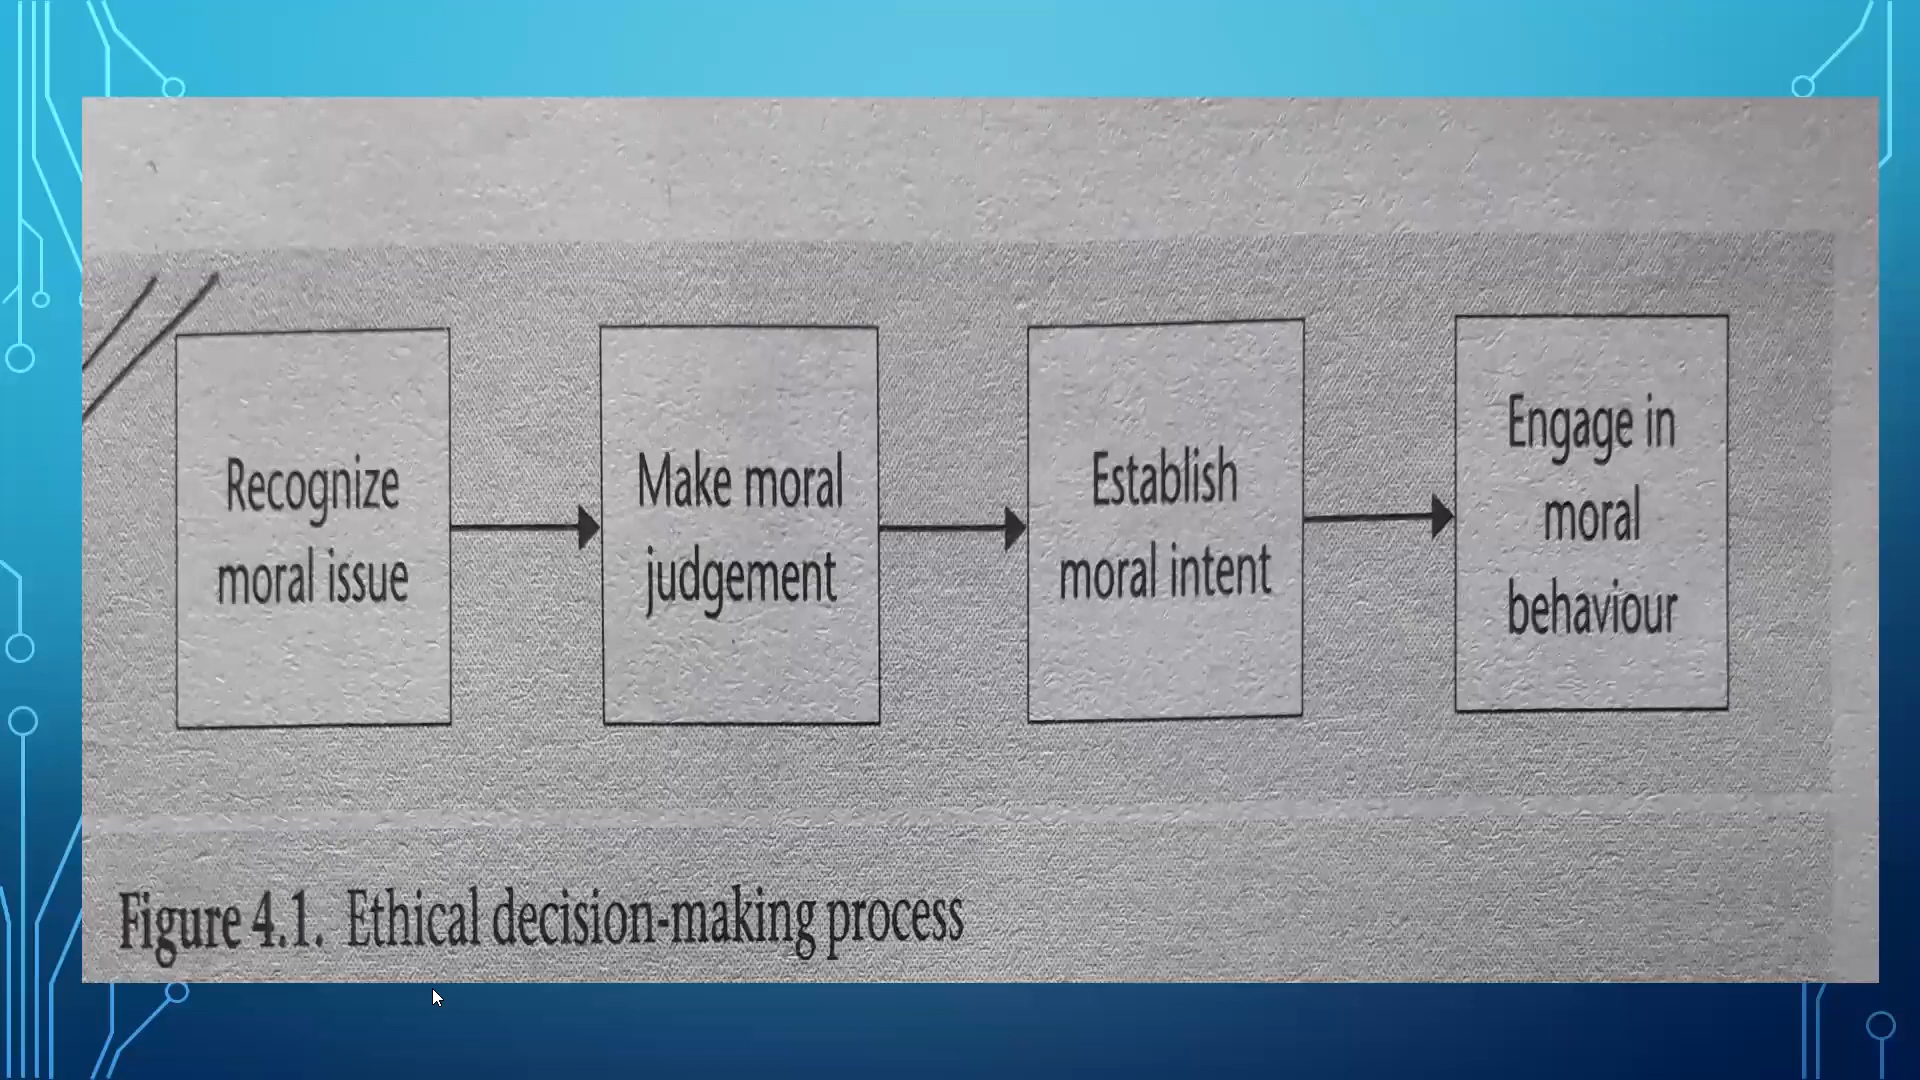 Recognize
moral issue
Make moral
judgement
Establish
moral intent
Engage in
moral
behaviour
Figure 4.1. Ethical decision-making process